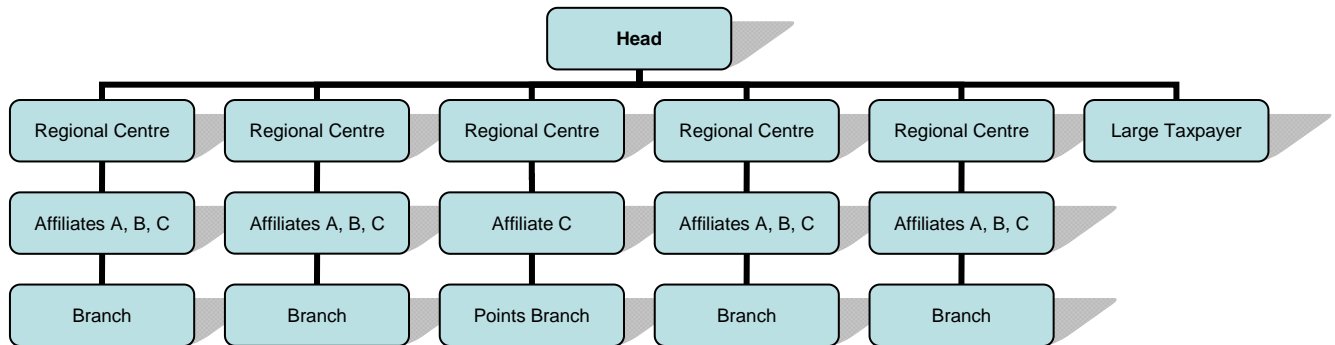 Head
Regional Centre
Regional Centre
Regional Centre
Regional Centre
Regional Centre
Large Taxpayer
Affiliates A, B, C
Affiliates A, B, C
Affiliate C
Affiliates A, B, C
Affiliates A, B, C
Branch
Branch
Points Branch
Branch
Branch